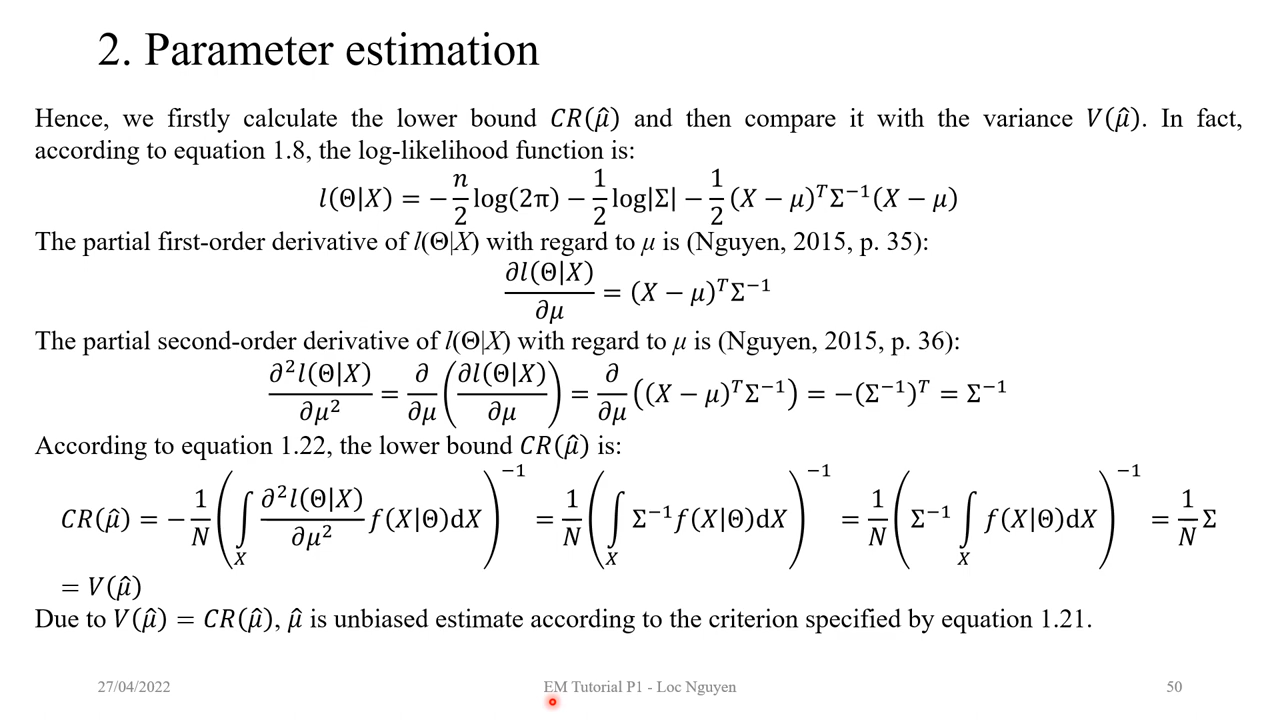 2. Parameter estimation
Hence, we firstly calculate the lower bound CR(μ̂) and then compare it with the variance V(μ̂). In fact,
according to equation 1.8, the log-likelihood function is:
l(Θ|X) = −n/2 log(2π) − 1/2 log|Σ| − 1/2 (X − μ)ᵀΣ⁻¹(X − μ)
The partial first-order derivative of l(Θ|X) with regard to μ is (Nguyen, 2015, p. 35):
∂l(Θ|X)/∂μ = (X − μ)ᵀΣ⁻¹
The partial second-order derivative of l(Θ|X) with regard to μ is (Nguyen, 2015, p. 36):
∂²l(Θ|X)/∂μ² = ∂/∂μ (∂l(Θ|X)/∂μ) = ∂/∂μ ((X − μ)ᵀΣ⁻¹) = −(Σ⁻¹)ᵀ = Σ⁻¹
According to equation 1.22, the lower bound CR(μ̂) is:
CR(μ̂) = −1/N (∫_X ∂²l(Θ|X)/∂μ² f(X|Θ)dX)⁻¹ = 1/N (∫_X Σ⁻¹f(X|Θ)dX)⁻¹ = 1/N (Σ⁻¹ ∫_X f(X|Θ)dX)⁻¹ = 1/N Σ
= V(μ̂)
Due to V(μ̂) = CR(μ̂), μ̂ is unbiased estimate according to the criterion specified by equation 1.21.
27/04/2022 EM Tutorial P1 - Loc Nguyen 50